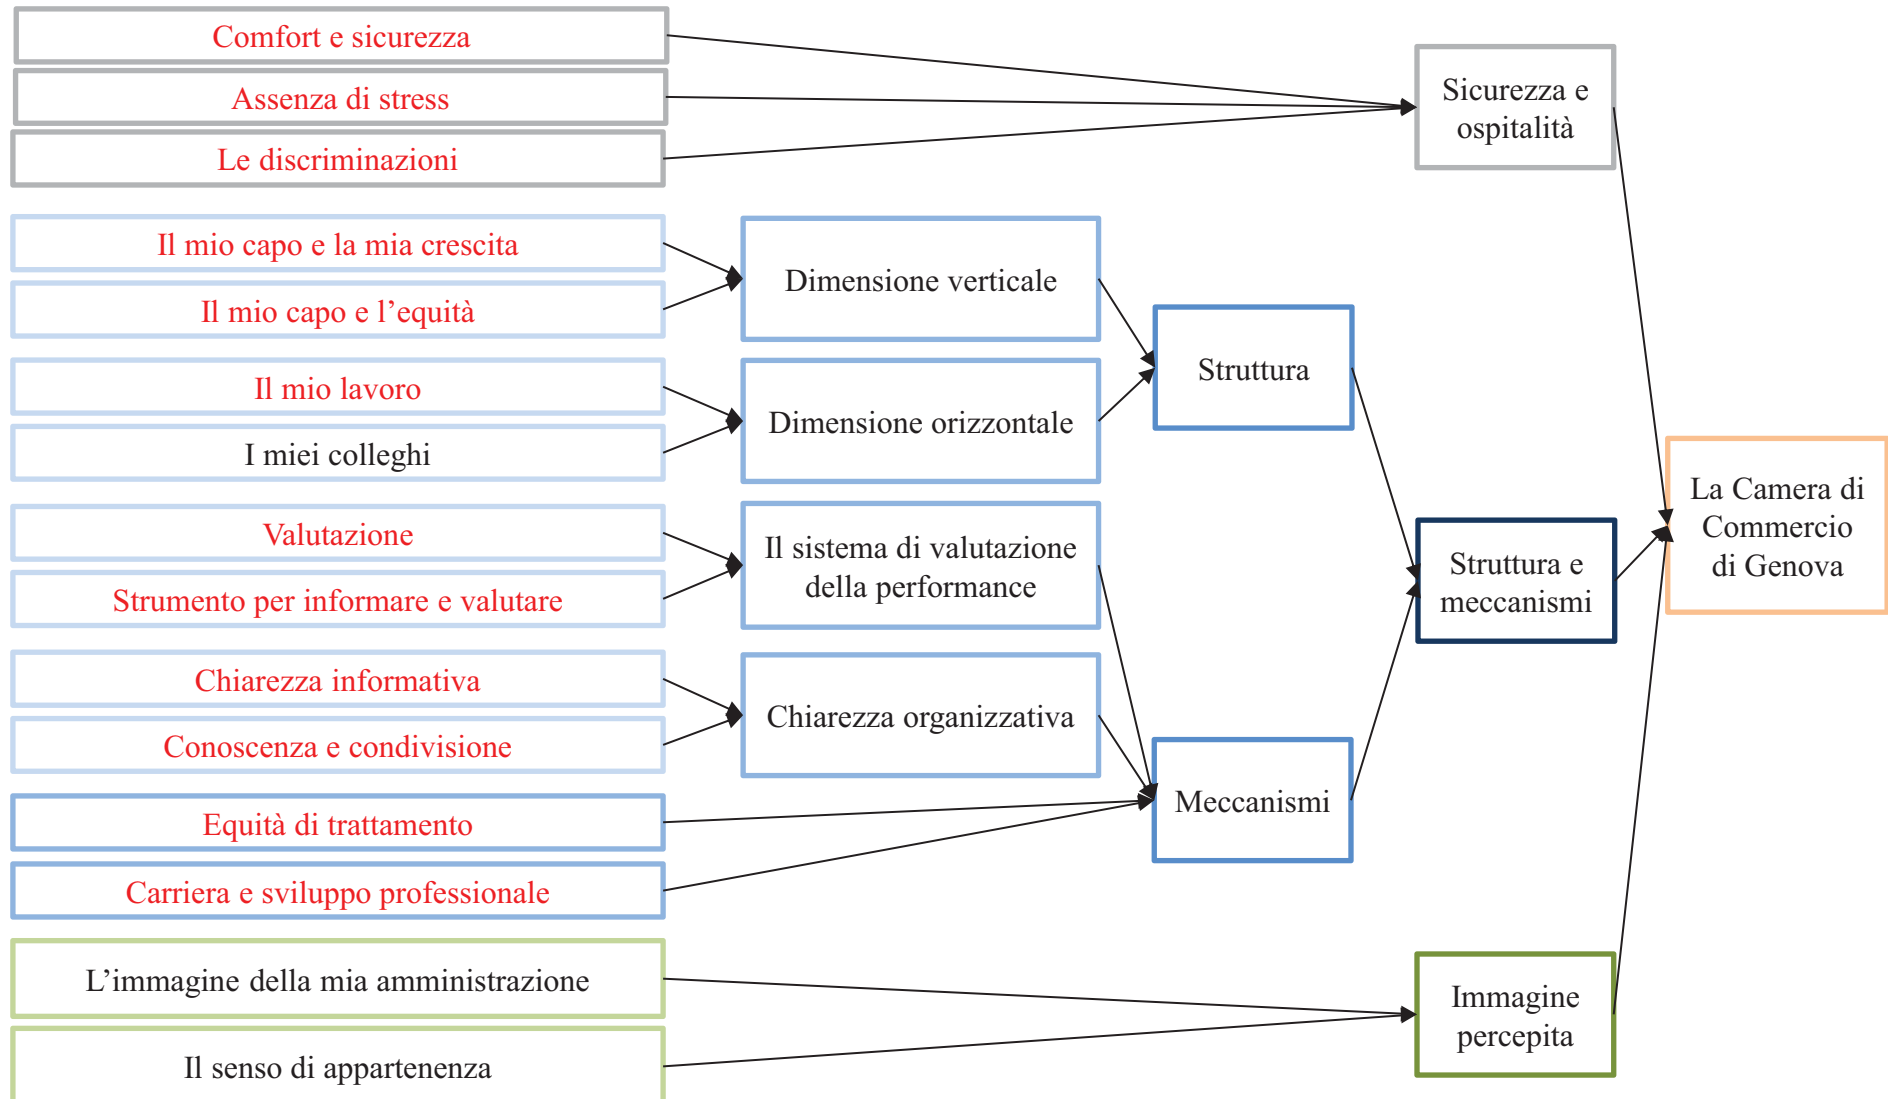 Comfort e sicurezza
Assenza di stress
Le discriminazioni
Sicurezza e
ospitalità
Il mio capo e la mia crescita
Il mio capo e l’equità
Dimensione verticale
Il mio lavoro
I miei colleghi
Dimensione orizzontale
Struttura
Valutazione
Strumento per informare e valutare
Il sistema di valutazione
della performance
Chiarezza informativa
Conoscenza e condivisione
Chiarezza organizzativa
Equità di trattamento
Carriera e sviluppo professionale
Meccanismi
Struttura e
meccanismi
La Camera di
Commercio
di Genova
L’immagine della mia amministrazione
Il senso di appartenenza
Immagine
percepita